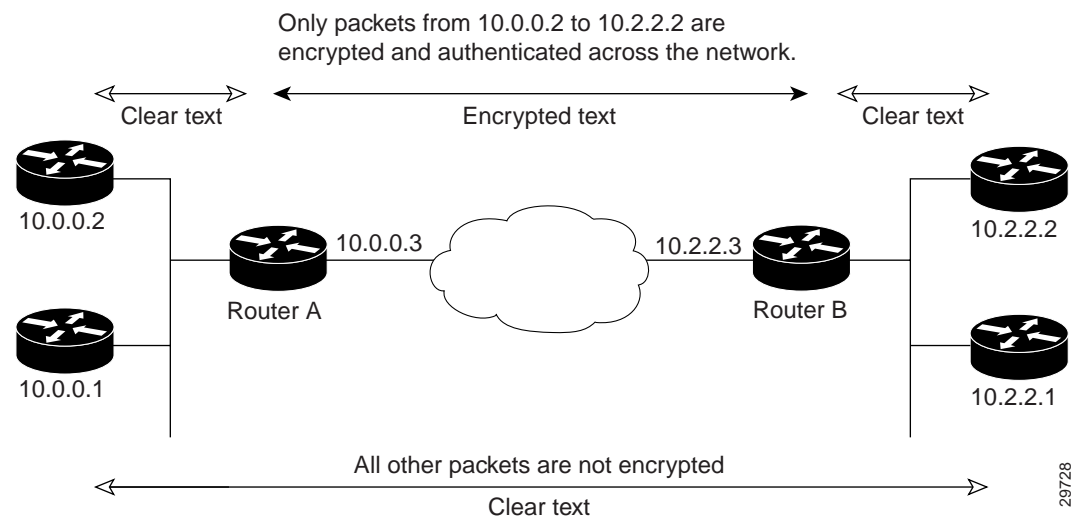 Only packets from 10.0.0.2 to 10.2.2.2 are
encrypted and authenticated across the network.
Clear text
Encrypted text
Clear text
10.0.0.2
10.2.2.2
10.0.0.3
10.2.2.3
Router A
Router B
10.0.0.1
10.2.2.1
All other packets are not encrypted
Clear text
29728